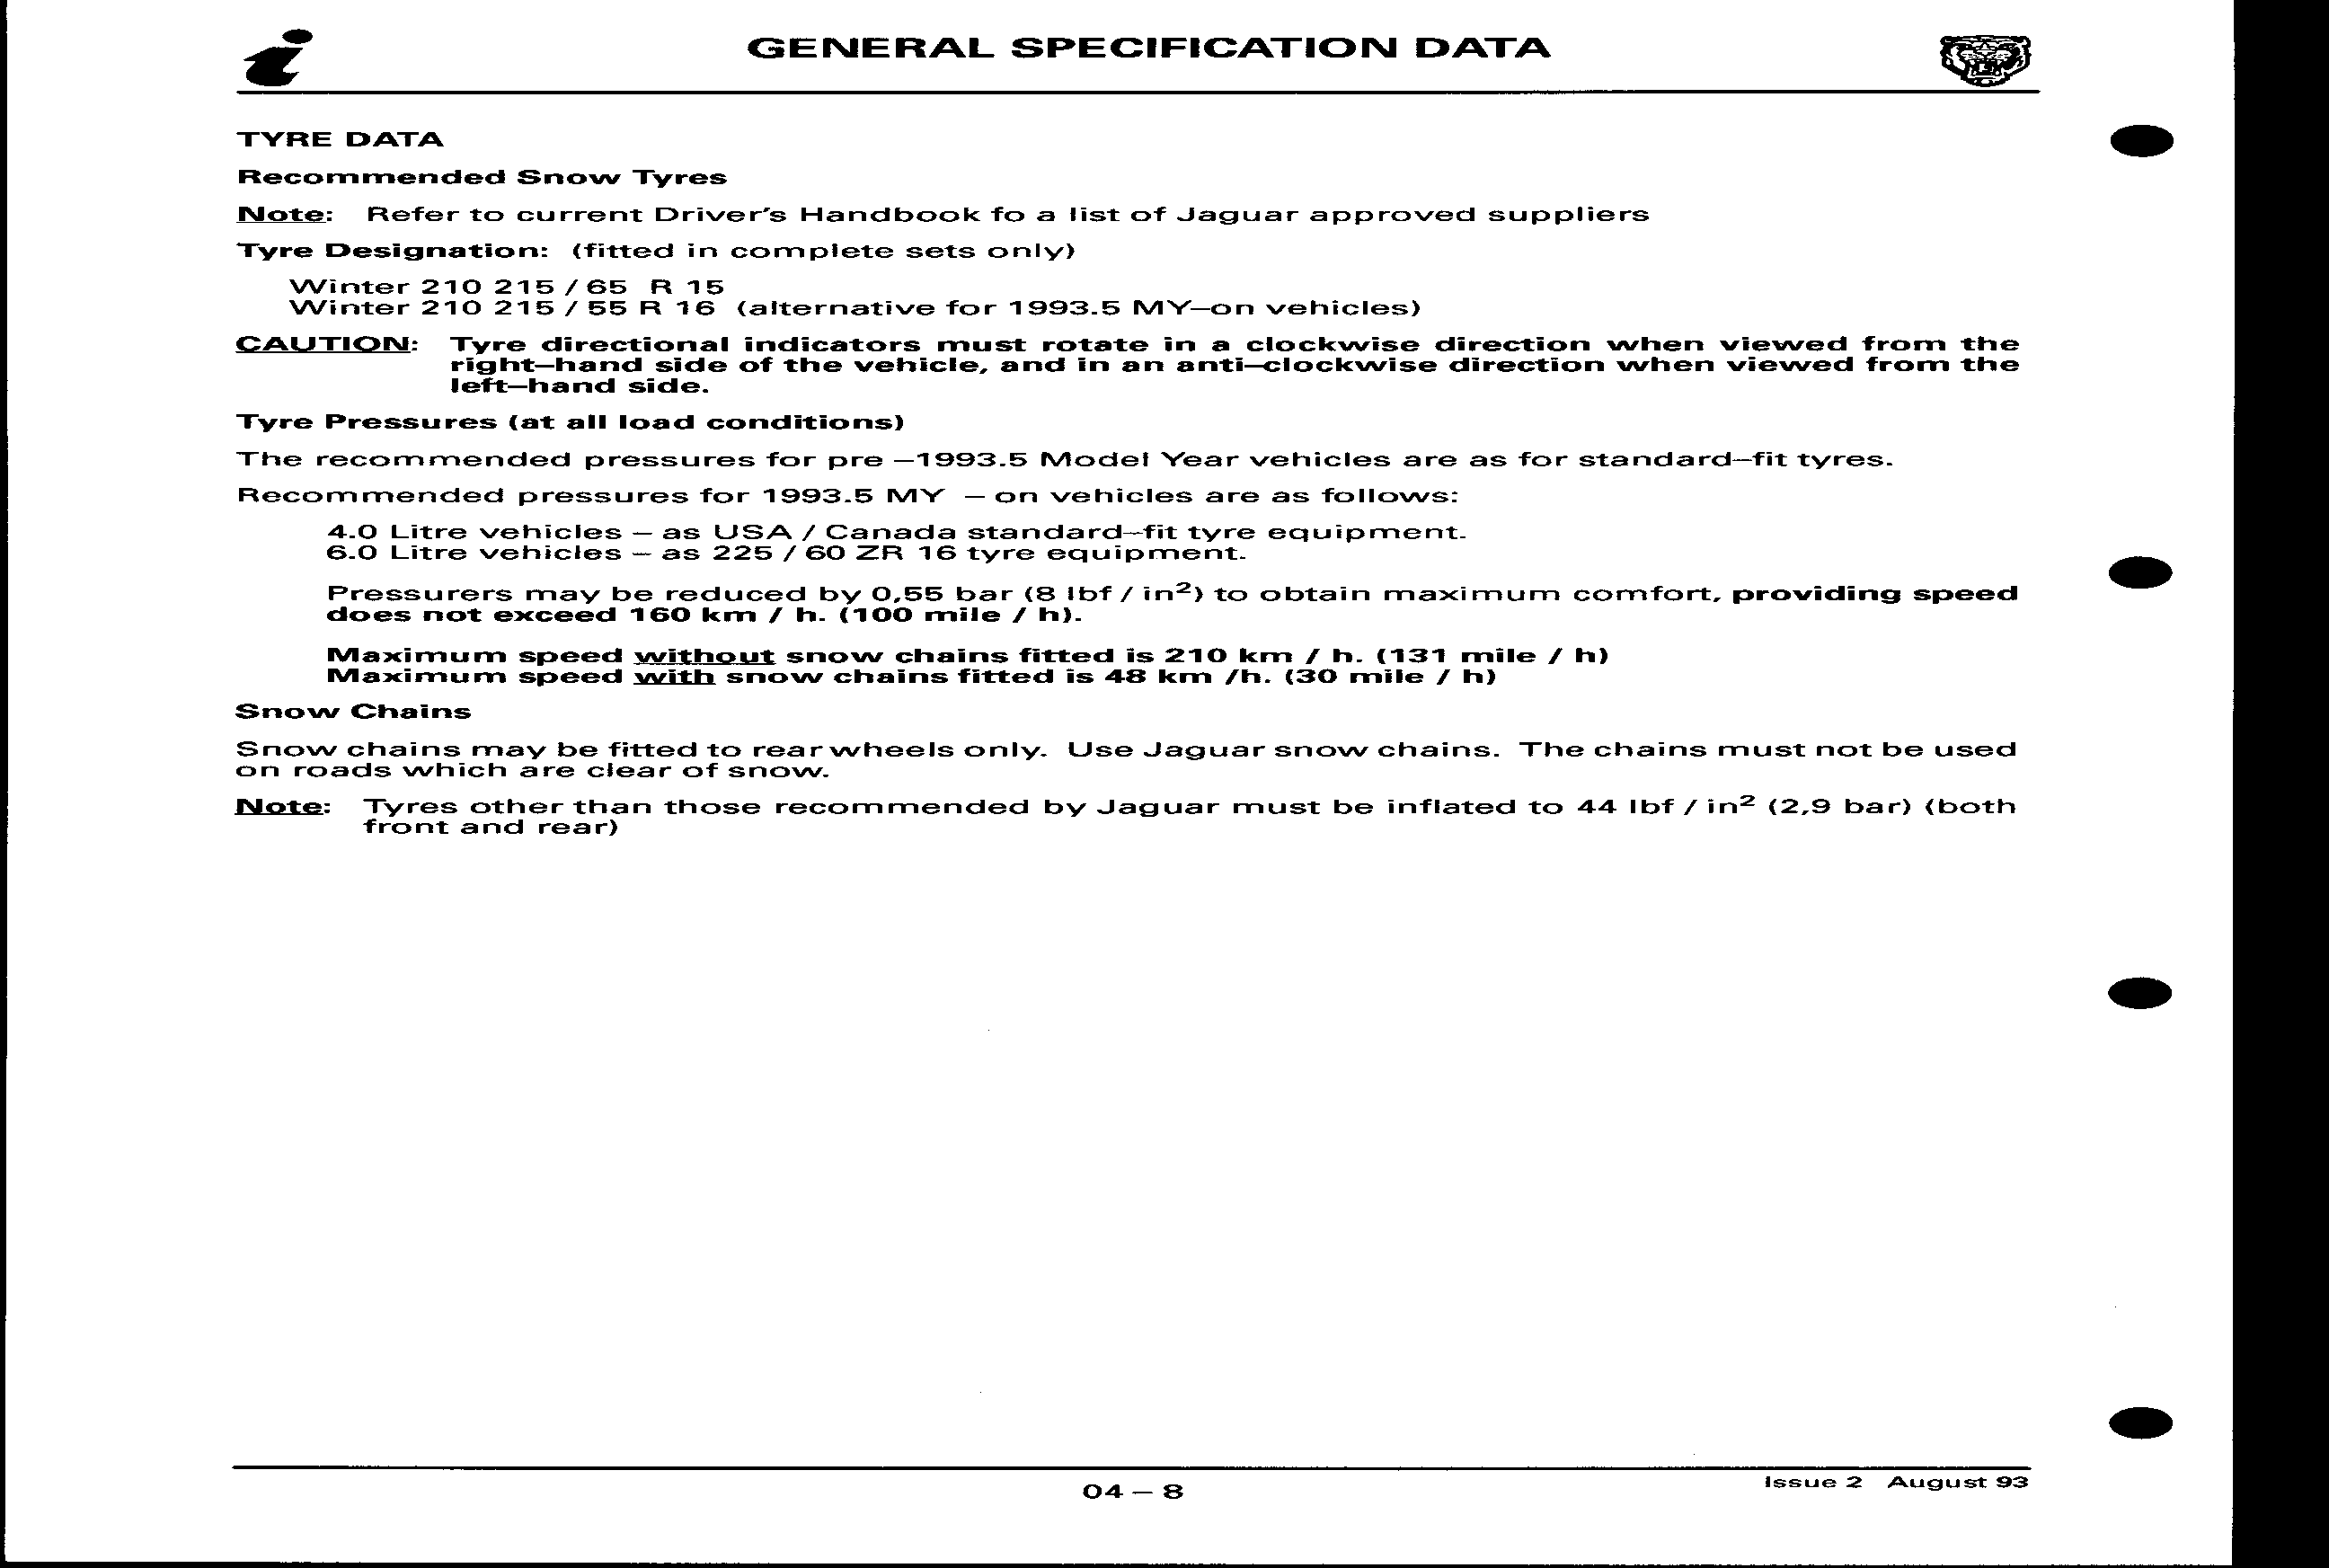 GENERAL SPECIFICATION DATA
TYRE DATA
Recommended Snow Tyres
Note: Refer to current Driver's Handbook fo a list of Jaguar approved suppliers
Tyre Designation: (fitted in complete sets only)
Winter 210 215 / 65 R 15
Winter 210 215 / 55 R 16 (alternative for 1993.5 MY–on vehicles)
CAUTION: Tyre directional indicators must rotate in a clockwise direction when viewed from the
right–hand side of the vehicle, and in an anti–clockwise direction when viewed from the
left–hand side.
Tyre Pressures (at all load conditions)
The recommended pressures for pre –1993.5 Model Year vehicles are as for standard–fit tyres.
Recommended pressures for 1993.5 MY – on vehicles are as follows:
4.0 Litre vehicles – as USA / Canada standard–fit tyre equipment.
6.0 Litre vehicles – as 225 / 60 ZR 16 tyre equipment.
Pressurers may be reduced by 0,55 bar (8 lbf / in²) to obtain maximum comfort, providing speed
does not exceed 160 km / h. (100 mile / h).
Maximum speed without snow chains fitted is 210 km / h. (131 mile / h)
Maximum speed with snow chains fitted is 48 km /h. (30 mile / h)
Snow Chains
Snow chains may be fitted to rear wheels only. Use Jaguar snow chains. The chains must not be used
on roads which are clear of snow.
Note: Tyres other than those recommended by Jaguar must be inflated to 44 lbf / in² (2,9 bar) (both
front and rear)
04 – 8
Issue 2 August 93